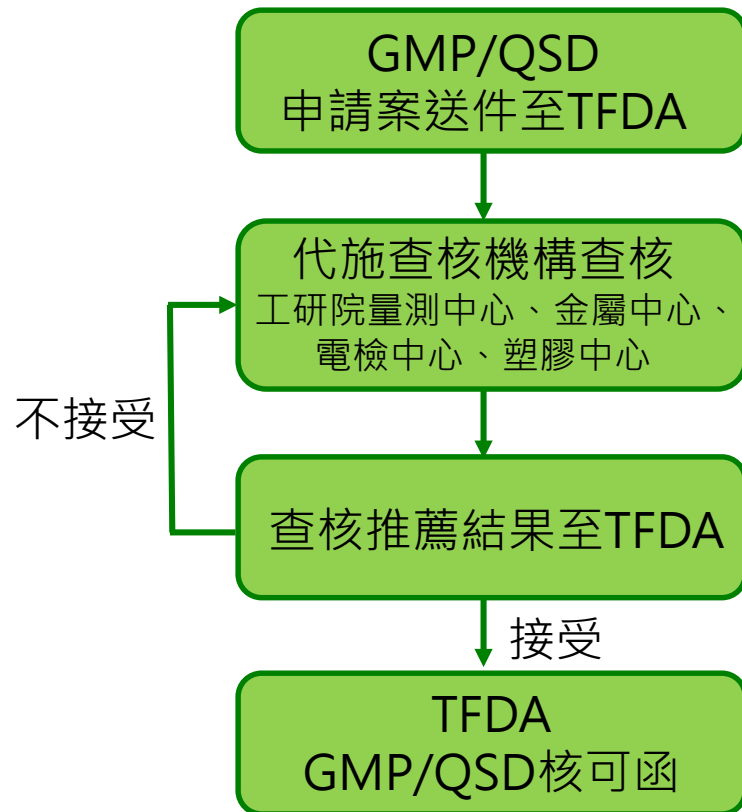 GMP/QSD
申請案送件至TFDA
代施查核機構查核
工研院量測中心、金屬中心、
電檢中心、塑膠中心
不接受
查核推薦結果至TFDA
接受
TFDA
GMP/QSD核可函